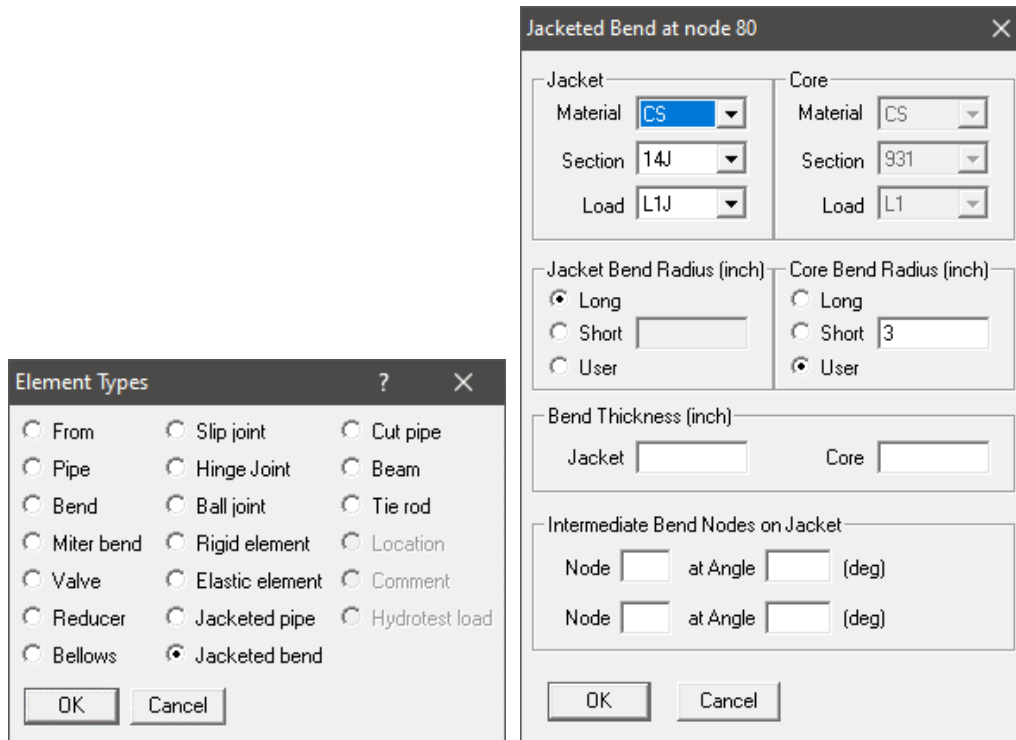 Element Types ?
From Slip joint Cut pipe
Pipe Hinge Joint Beam
Bend Ball joint Tie rod
Miter bend Rigid element Location
Valve Elastic element Comment
Reducer Jacketed pipe Hydrotest load
Bellows Jacketed bend
OK Cancel
Jacketed Bend at node 80
Jacket Core
Material CS Material CS
Section 14J Section 931
Load L1J Load L1
Jacket Bend Radius (inch) Core Bend Radius (inch)
Long Long
Short Short 3
User User
Bend Thickness (inch)
Jacket Core
Intermediate Bend Nodes on Jacket
Node at Angle (deg)
Node at Angle (deg)
OK Cancel